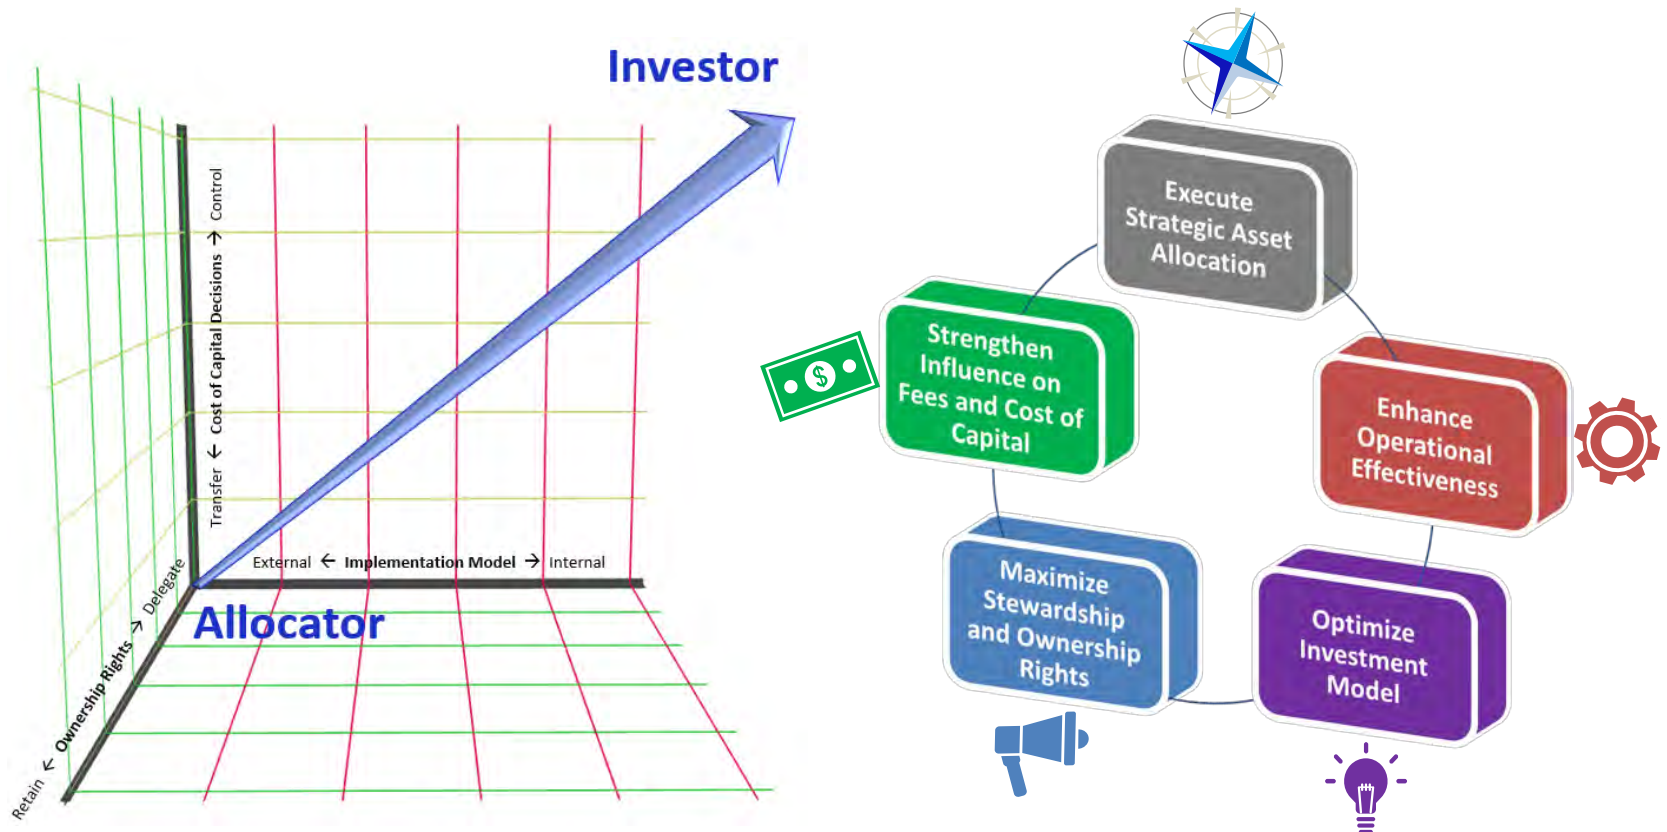 Investor
Transfer ← Cost of Capital Decisions → Control
External ← Implementation Model → Internal
Allocator
Retain ← Ownership Rights → Delegate
Execute
Strategic Asset
Allocation
Enhance
Operational
Effectiveness
Optimize
Investment
Model
Maximize
Stewardship
and Ownership
Rights
Strengthen
Influence on
Fees and Cost of
Capital
$